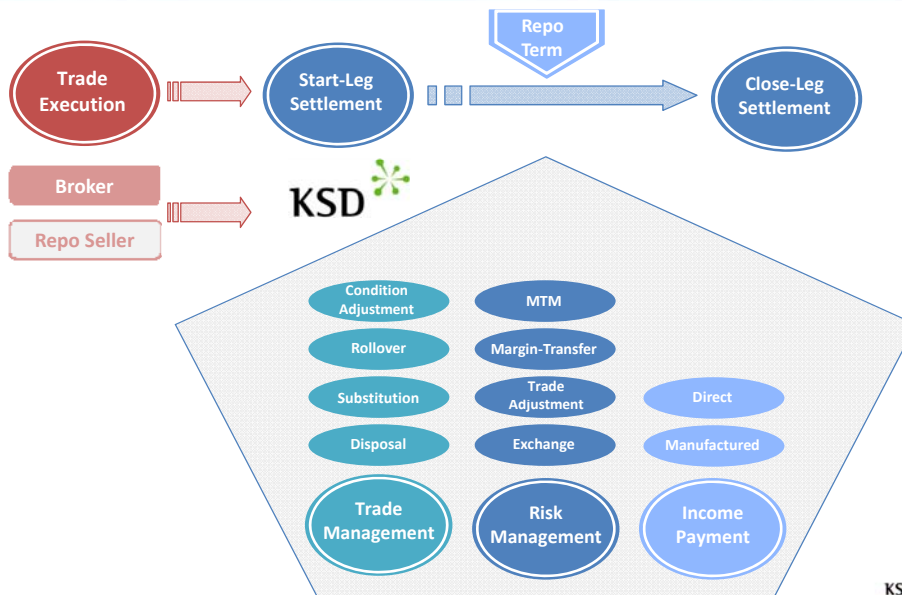 Repo
Term
Trade
Execution
Start-Leg
Settlement
Close-Leg
Settlement
Broker
Repo Seller
KSD
Condition
Adjustment
MTM
Rollover
Margin-Transfer
Substitution
Trade
Adjustment
Direct
Disposal
Exchange
Manufactured
Trade
Management
Risk
Management
Income
Payment
KS